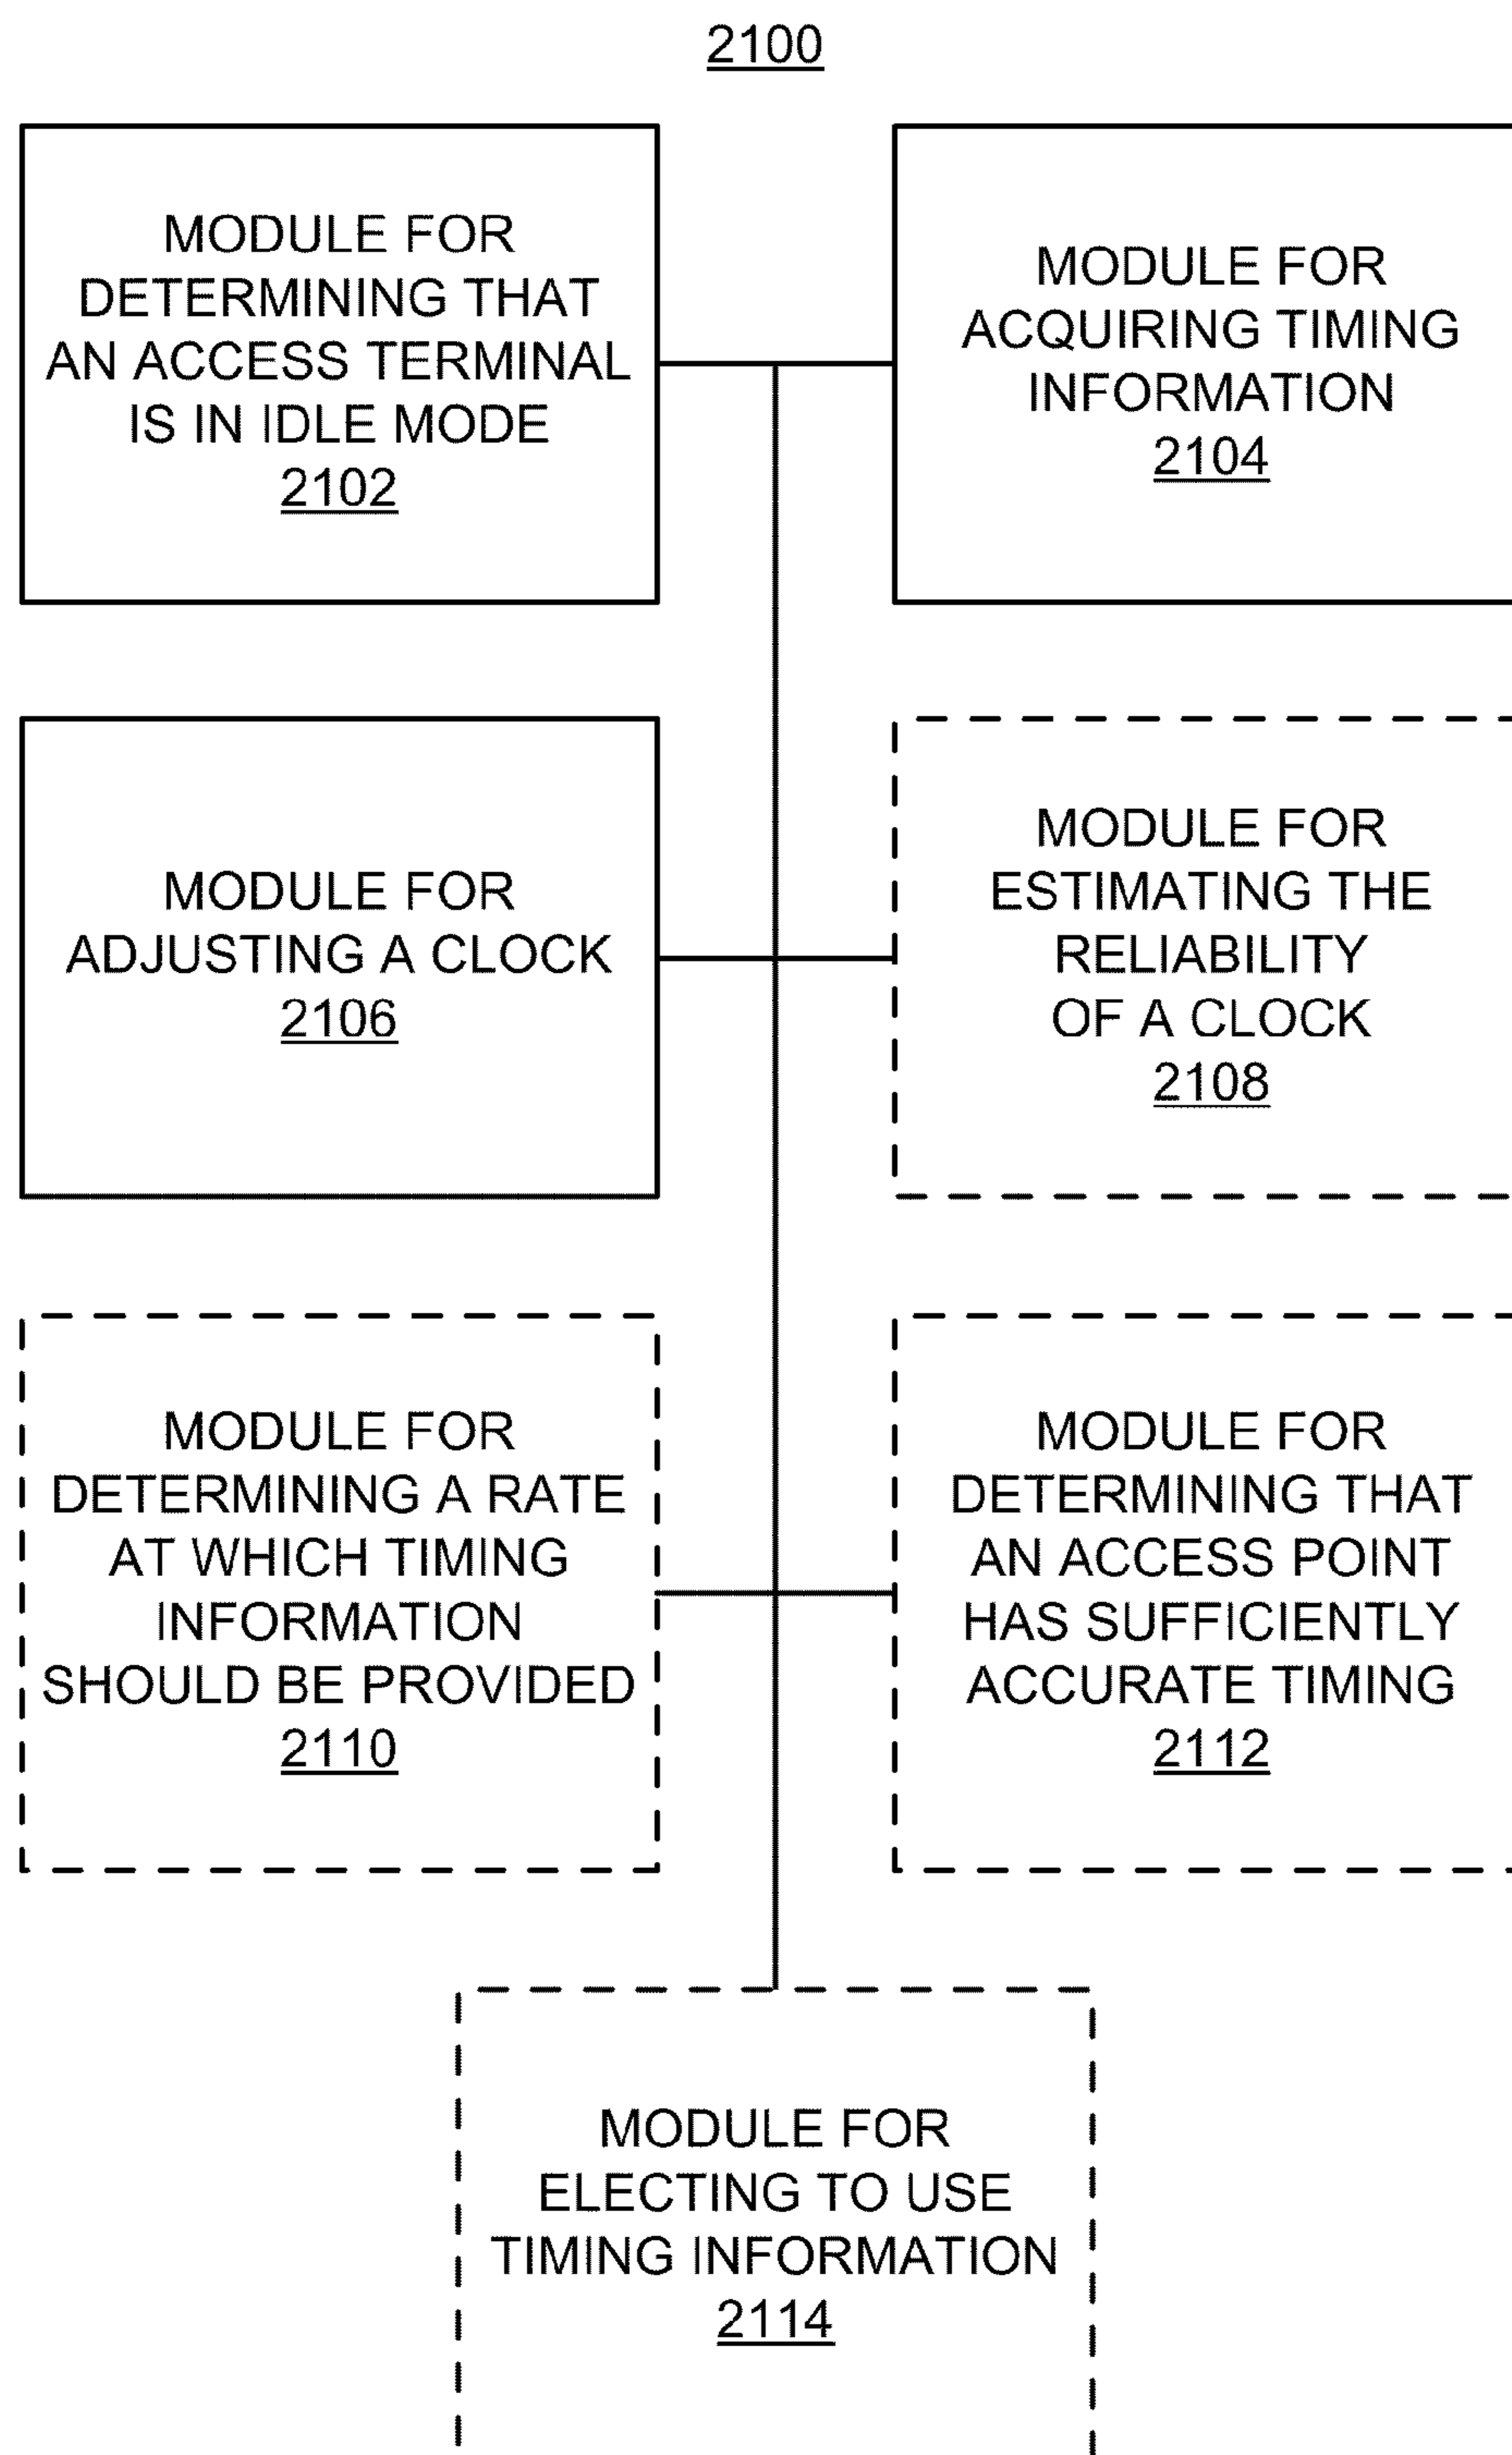 2100
MODULE FOR
DETERMINING THAT
AN ACCESS TERMINAL
IS IN IDLE MODE
2102
MODULE FOR
ACQUIRING TIMING
INFORMATION
2104
MODULE FOR
ADJUSTING A CLOCK
2106
MODULE FOR
ESTIMATING THE
RELIABILITY
OF A CLOCK
2108
MODULE FOR
DETERMINING A RATE
AT WHICH TIMING
INFORMATION
SHOULD BE PROVIDED
2110
MODULE FOR
DETERMINING THAT
AN ACCESS POINT
HAS SUFFICIENTLY
ACCURATE TIMING
2112
MODULE FOR
ELECTING TO USE
TIMING INFORMATION
2114